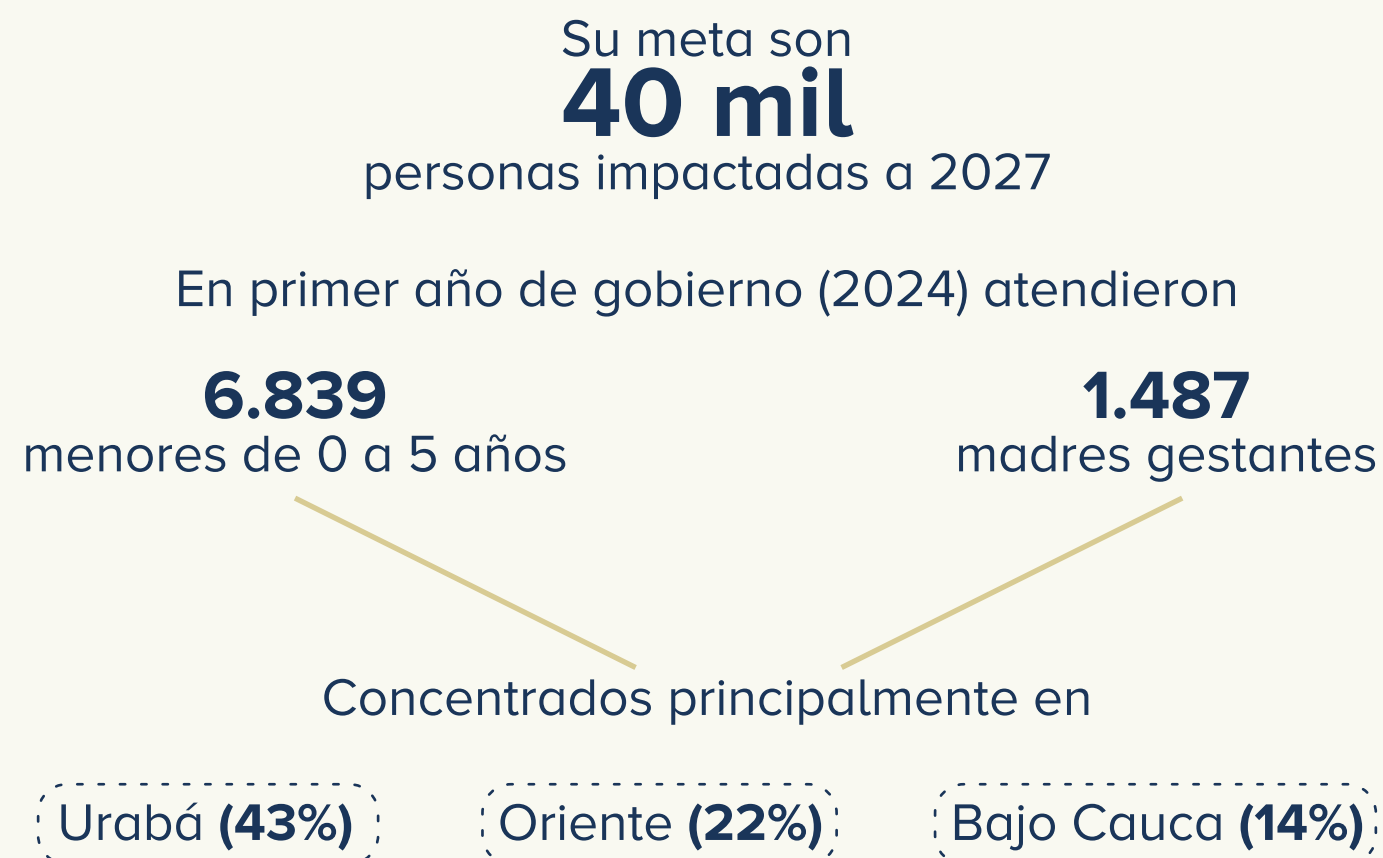 Su meta son
40 mil
personas impactadas a 2027
En primer año de gobierno (2024) atendieron
6.839
menores de 0 a 5 años
1.487
madres gestantes
Concentrados principalmente en
Urabá (43%)
Oriente (22%)
Bajo Cauca (14%)